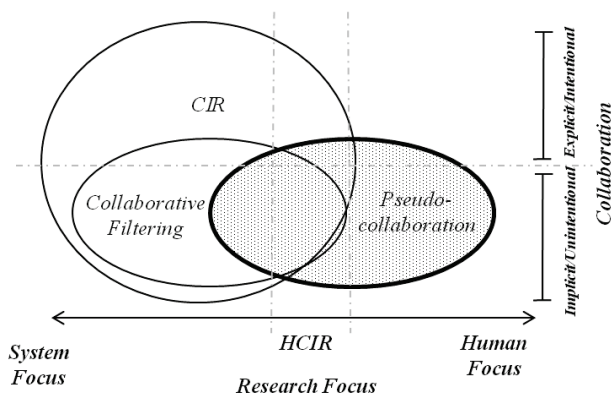 CIR
Collaborative
Filtering
Pseudo-
collaboration
Explicit/Intentional
Implicit/Unintentional
Collaboration
System
Focus
HCIR
Human
Focus
Research Focus